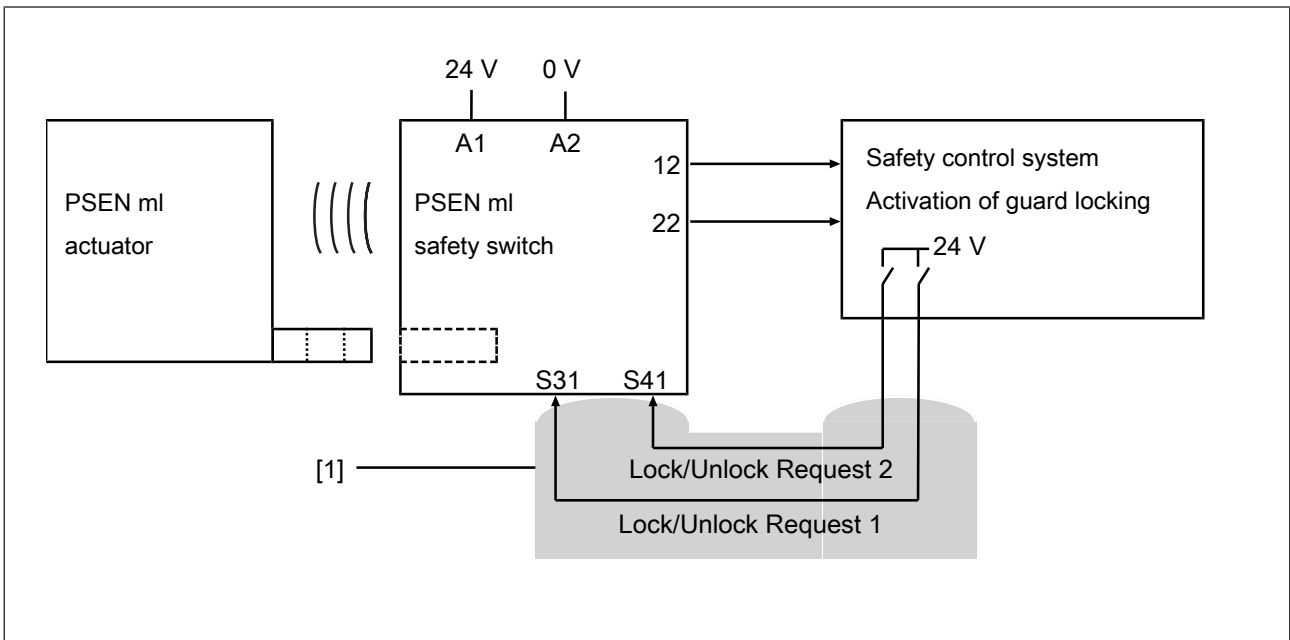 24 V
0 V
A1
A2
12
22
PSEN ml
actuator
PSEN ml
safety switch
Safety control system
Activation of guard locking
24 V
S31
S41
[1]
Lock/Unlock Request 2
Lock/Unlock Request 1